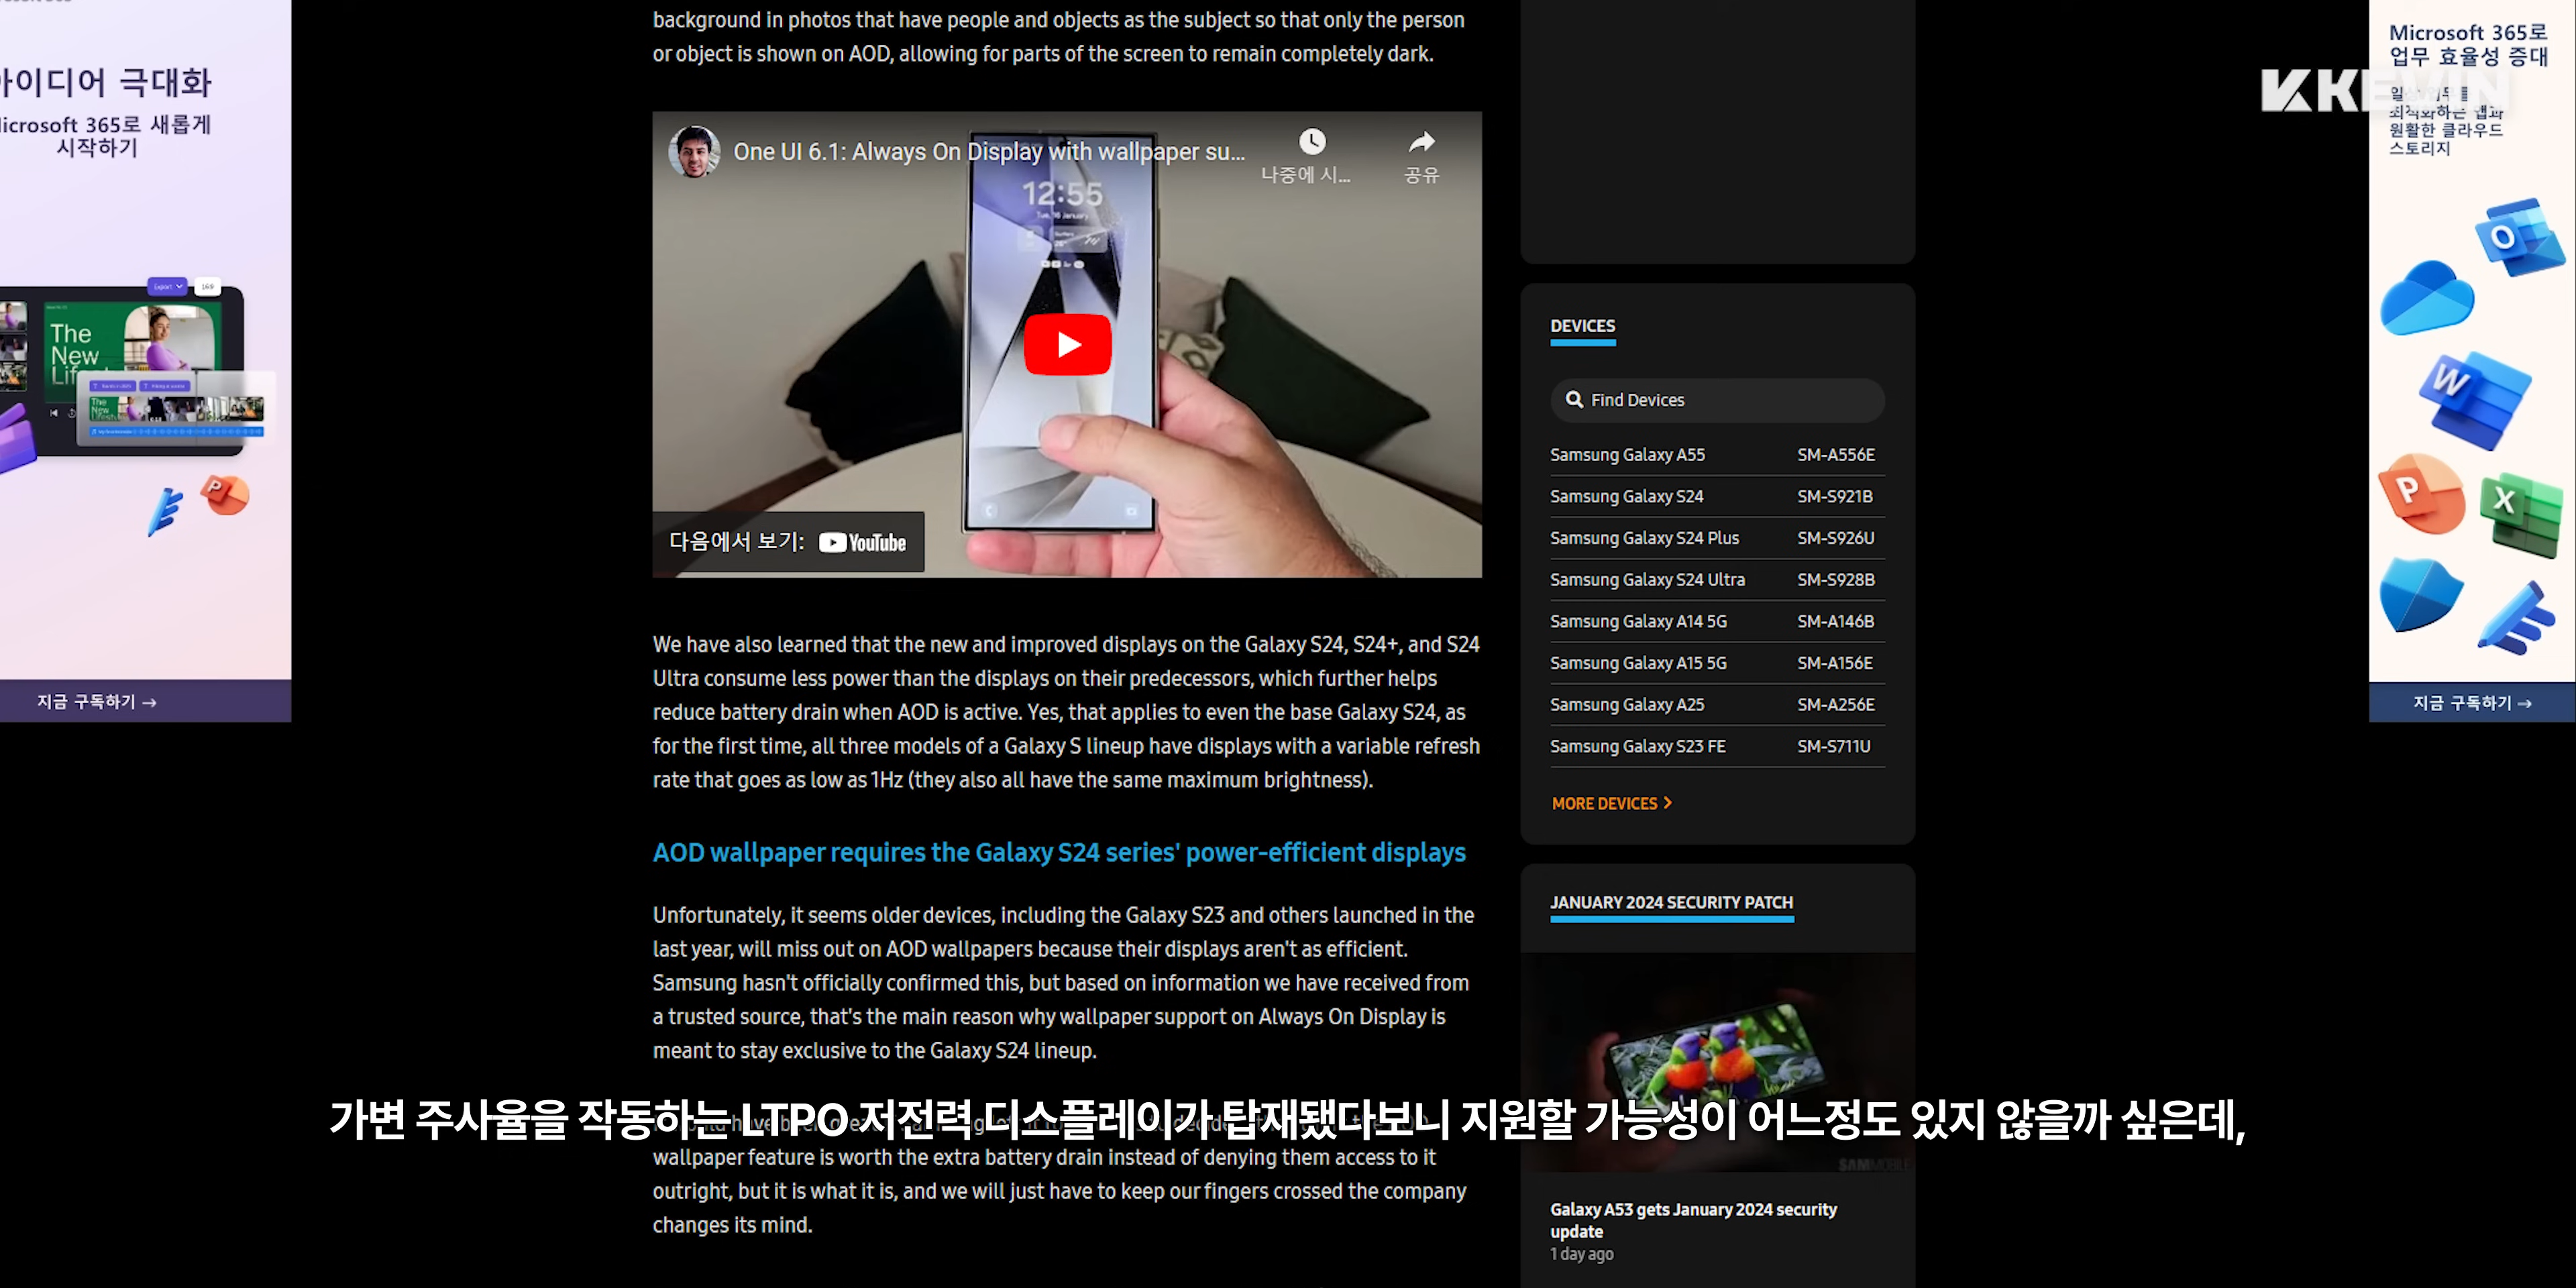 아이디어 극대화
icrosoft 365로 새롭게
시작하기
Export
16:9
The
New
The
New
지금 구독하기 →
background in photos that have people and objects as the subject so that only the person
or object is shown on AOD, allowing for parts of the screen to remain completely dark.
One UI 6.1: Always On Display with wallpaper su...
나중에 시...
공유
12:55
Tue, 16 January
다음에서 보기: YouTube
We have also learned that the new and improved displays on the Galaxy S24, S24+, and S24
Ultra consume less power than the displays on their predecessors, which further helps
reduce battery drain when AOD is active. Yes, that applies to even the base Galaxy S24, as
for the first time, all three models of a Galaxy S lineup have displays with a variable refresh
rate that goes as low as 1Hz (they also all have the same maximum brightness).
AOD wallpaper requires the Galaxy S24 series' power-efficient displays
Unfortunately, it seems older devices, including the Galaxy S23 and others launched in the
last year, will miss out on AOD wallpapers because their displays aren't as efficient.
Samsung hasn't officially confirmed this, but based on information we have received from
a trusted source, that's the main reason why wallpaper support on Always On Display is
meant to stay exclusive to the Galaxy S24 lineup.
가변 주사율을 작동하는 LTPO 저전력 디스플레이가 탑재됐다보니 지원할 가능성이 어느정도 있지 않을까 싶은데,
wallpaper feature is worth the extra battery drain instead of denying them access to it
outright, but it is what it is, and we will just have to keep our fingers crossed the company
changes its mind.
DEVICES
Find Devices
Samsung Galaxy A55 SM-A556E
Samsung Galaxy S24 SM-S921B
Samsung Galaxy S24 Plus SM-S926U
Samsung Galaxy S24 Ultra SM-S928B
Samsung Galaxy A14 5G SM-A146B
Samsung Galaxy A15 5G SM-A156E
Samsung Galaxy A25 SM-A256E
Samsung Galaxy S23 FE SM-S711U
MORE DEVICES >
JANUARY 2024 SECURITY PATCH
SAMMOBILE
Galaxy A53 gets January 2024 security
update
1 day ago
Microsoft 365로
업무 효율성 증대
KEVIN
최적화하는 앱과
원활한 클라우드
스토리지
O
W
P
X
P
지금 구독하기 →